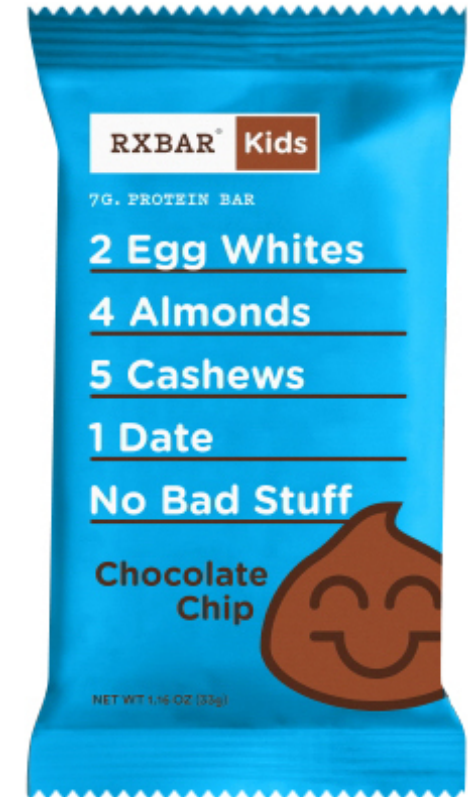 RXBAR® Kids
7G. PROTEIN BAR
2 Egg Whites
4 Almonds
5 Cashews
1 Date
No Bad Stuff
Chocolate
Chip
NET WT 1.16 OZ (33g)